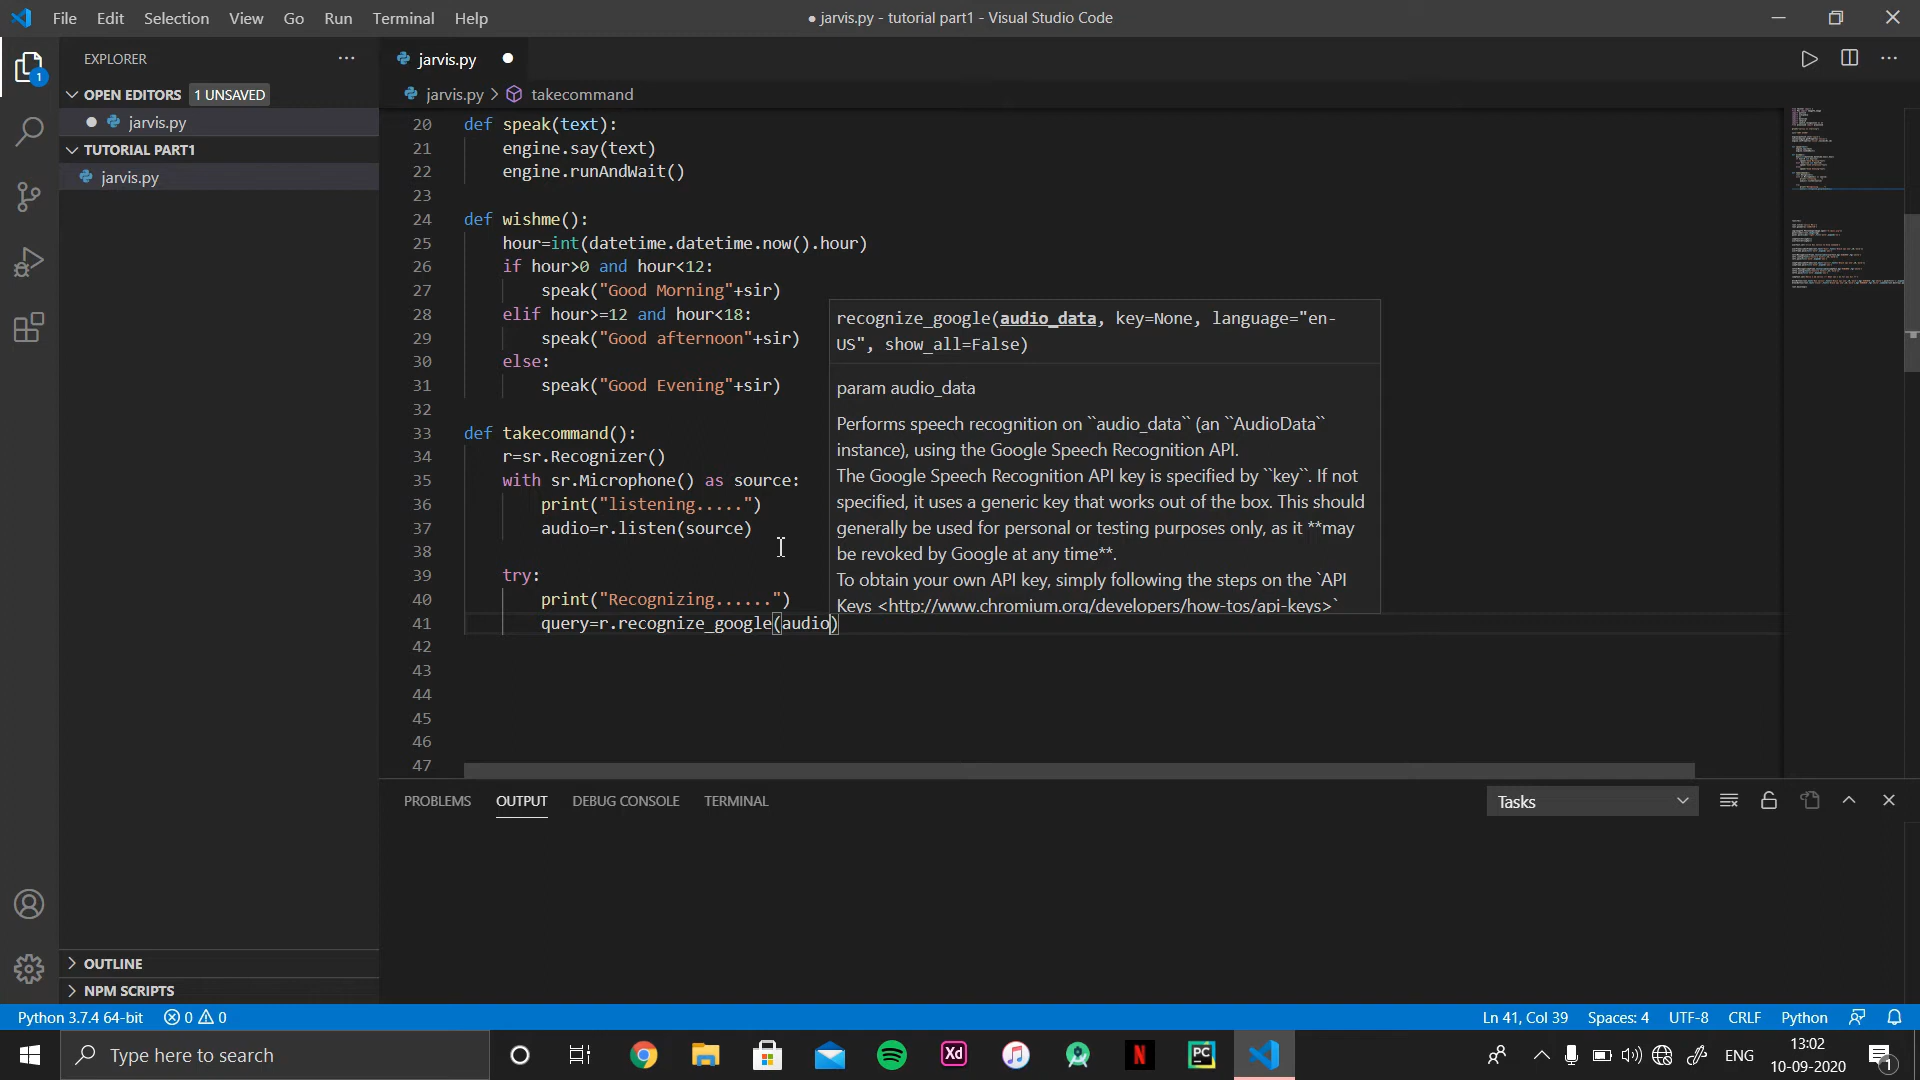 File Edit Selection View Go Run Terminal Help
● jarvis.py - tutorial part1 - Visual Studio Code
EXPLORER
OPEN EDITORS 1 UNSAVED
jarvis.py
TUTORIAL PART1
jarvis.py
OUTLINE
NPM SCRIPTS
1
jarvis.py
jarvis.py > takecommand
20 def speak(text):
21 engine.say(text)
22 engine.runAndWait()
23
24 def wishme():
25 hour=int(datetime.datetime.now().hour)
26 if hour>0 and hour<12:
27 speak("Good Morning"+sir)
28 elif hour>=12 and hour<18:
29 speak("Good afternoon"+sir)
30 else:
31 speak("Good Evening"+sir)
32
33 def takecommand():
34 r=sr.Recognizer()
35 with sr.Microphone() as source:
36 print("listening.....")
37 audio=r.listen(source)
38
39 try:
40 print("Recognizing......")
41 query=r.recognize_google(audio)
42
43
44
45
46
47
recognize_google(audio_data, key=None, language="en-
US", show_all=False)
param audio_data
Performs speech recognition on ``audio_data`` (an ``AudioData``
instance), using the Google Speech Recognition API.
The Google Speech Recognition API key is specified by ``key``. If not
specified, it uses a generic key that works out of the box. This should
generally be used for personal or testing purposes only, as it **may
be revoked by Google at any time**.
To obtain your own API key, simply following the steps on the `API
Keys <http://www.chromium.org/developers/how-tos/api-keys>`
PROBLEMS OUTPUT DEBUG CONSOLE TERMINAL
Tasks
Python 3.7.4 64-bit 0 0
Ln 41, Col 39 Spaces: 4 UTF-8 CRLF Python
Type here to search
Xd
N
PC
ENG
13:02
10-09-2020
1